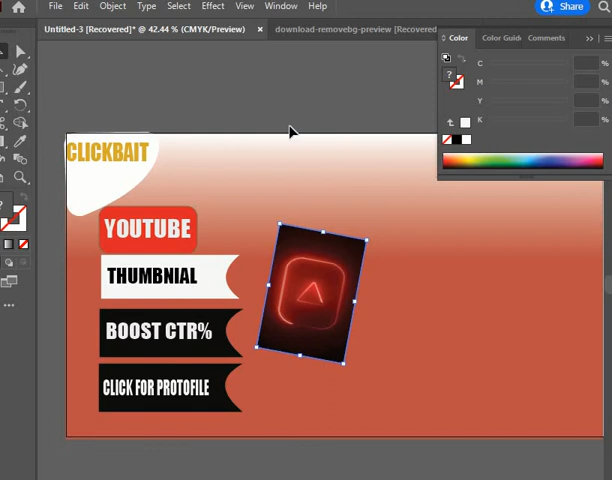 File Edit Object Type Select Effect View Window Help
Share
Untitled-3 [Recovered]* @ 42.44 % (CMYK/Preview) ×
download-removebg-preview [Recovered
Color Color Guid Comments
C %
M %
Y %
K %
CLICKBAIT
YOUTUBE
THUMBNIAL
BOOST CTR%
CLICK FOR PROTOFILE